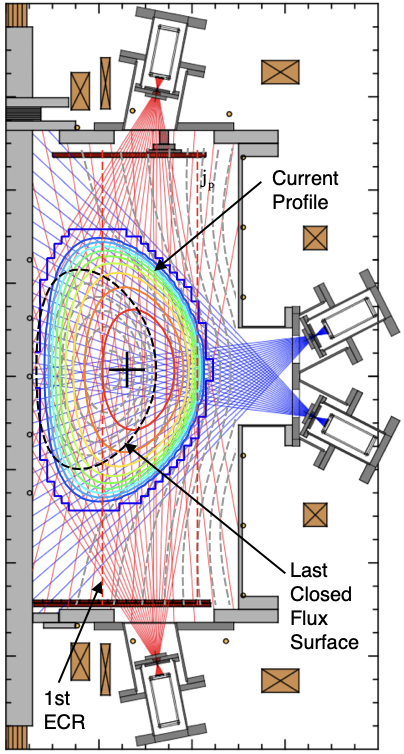 j_p
Current
Profile
Last
Closed
Flux
Surface
1st
ECR